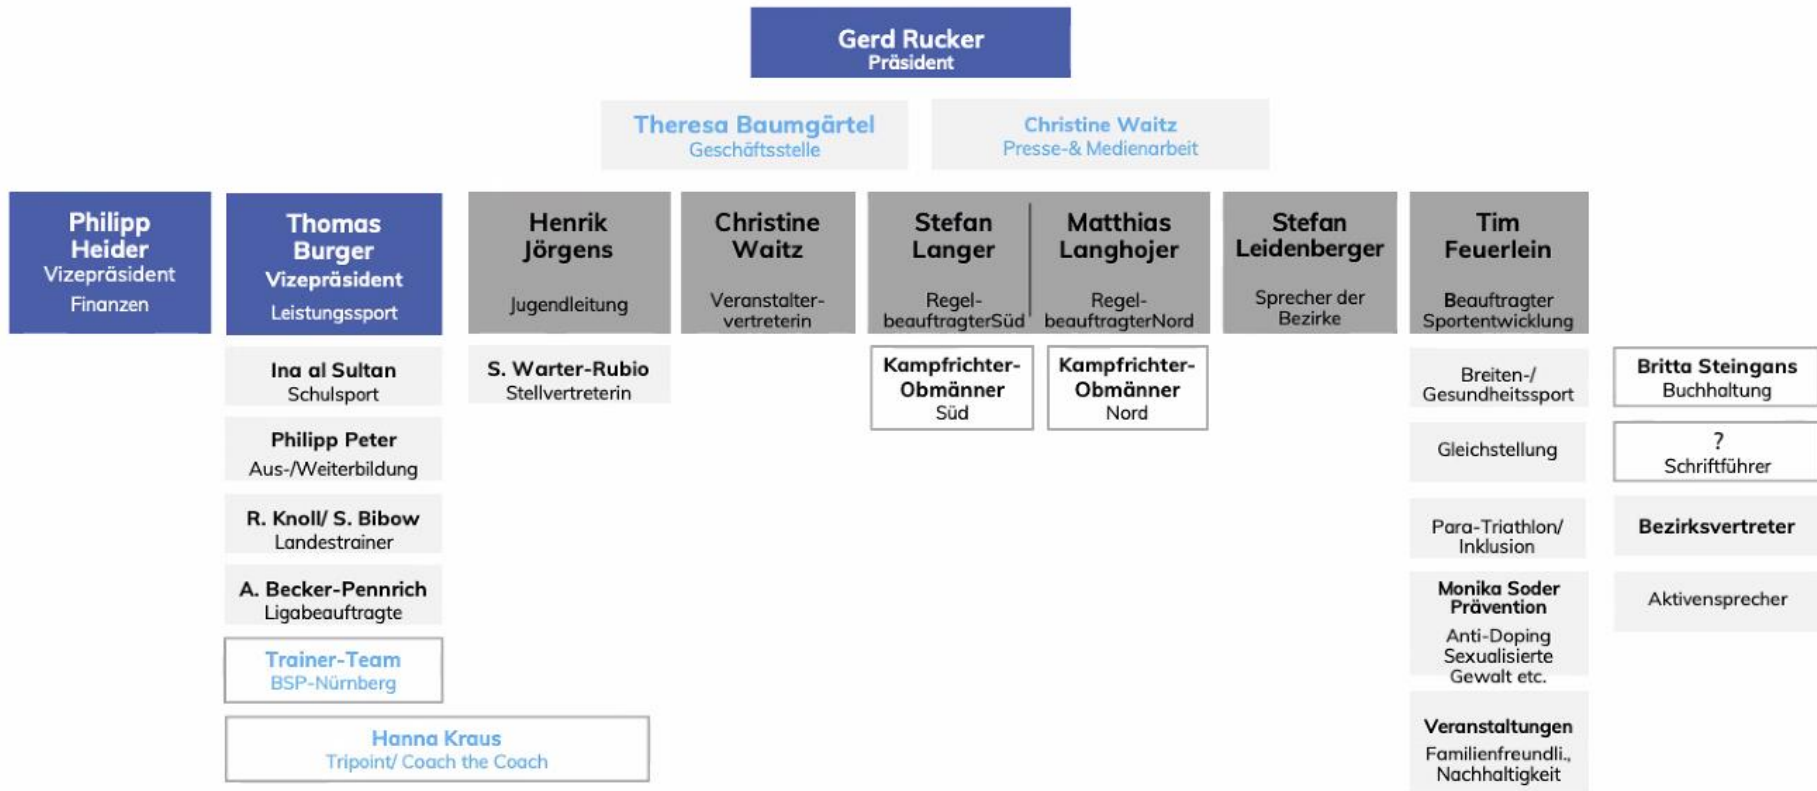 Gerd Rucker
Präsident
Theresa Baumgärtel
Geschäftsstelle
Christine Waitz
Presse-& Medienarbeit
Philipp
Heider
Vizepräsident
Finanzen
Thomas
Burger
Vizepräsident
Leistungssport
Henrik
Jörgens
Jugendleitung
Christine
Waitz
Veranstalter-
vertreterin
Stefan
Langer
Regel-
beauftragterSüd
Matthias
Langhojer
Regel-
beauftragterNord
Stefan
Leidenberger
Sprecher der
Bezirke
Tim
Feuerlein
Beauftragter
Sportentwicklung
Ina al Sultan
Schulsport
Philipp Peter
Aus-/Weiterbildung
R. Knoll/ S. Bibow
Landestrainer
A. Becker-Pennrich
Ligabeauftragte
Trainer-Team
BSP-Nürnberg
Hanna Kraus
Tripoint/ Coach the Coach
S. Warter-Rubio
Stellvertreterin
Kampfrichter-
Obmänner
Süd
Kampfrichter-
Obmänner
Nord
Breiten-/
Gesundheitssport
Gleichstellung
Para-Triathlon/
Inklusion
Monika Soder
Prävention
Anti-Doping
Sexualisierte
Gewalt etc.
Veranstaltungen
Familienfreundli.,
Nachhaltigkeit
Britta Steingans
Buchhaltung
?
Schriftführer
Bezirksvertreter
Aktivensprecher